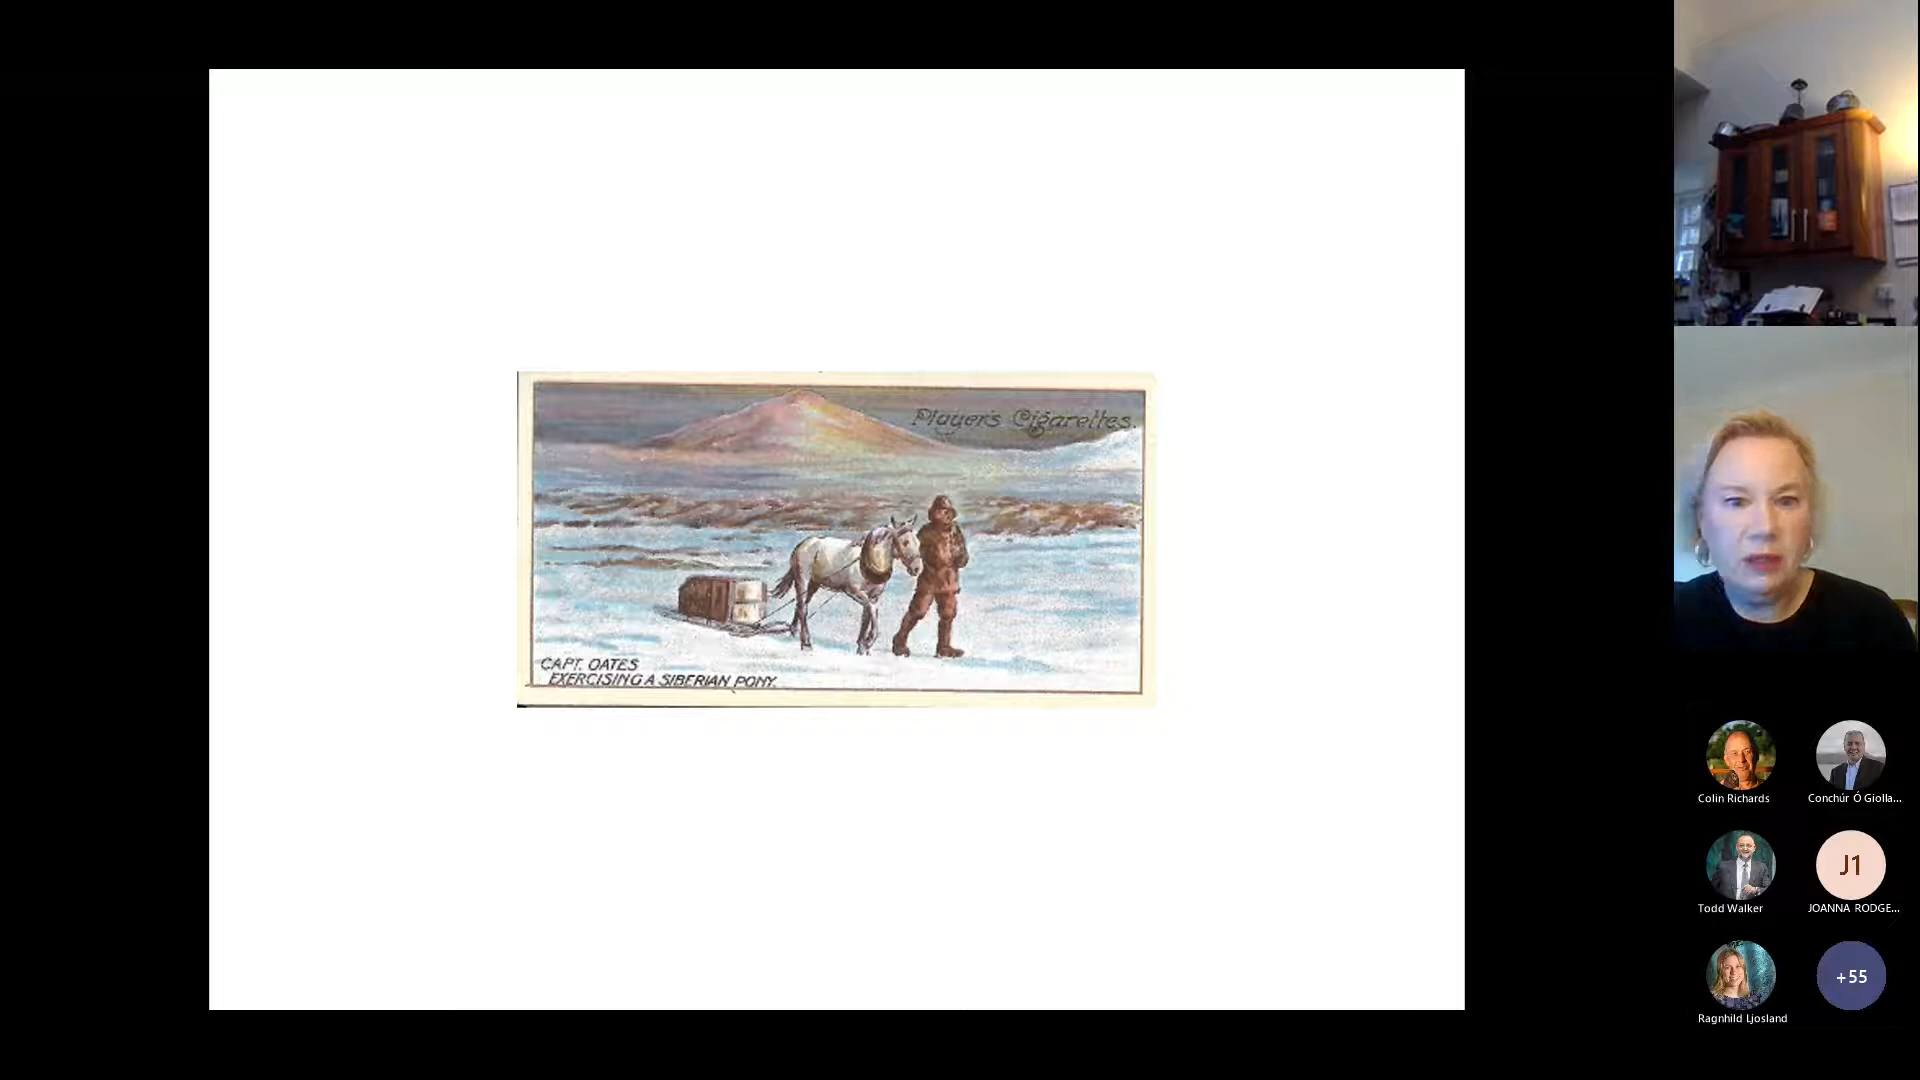 Player's Cigarettes.
CAPT. OATES
EXERCISING A SIBERIAN PONY.
Colin Richards
Conchúr Ó Giolla...
Todd Walker
J1
JOANNA RODGE...
Ragnhild Ljosland
+55